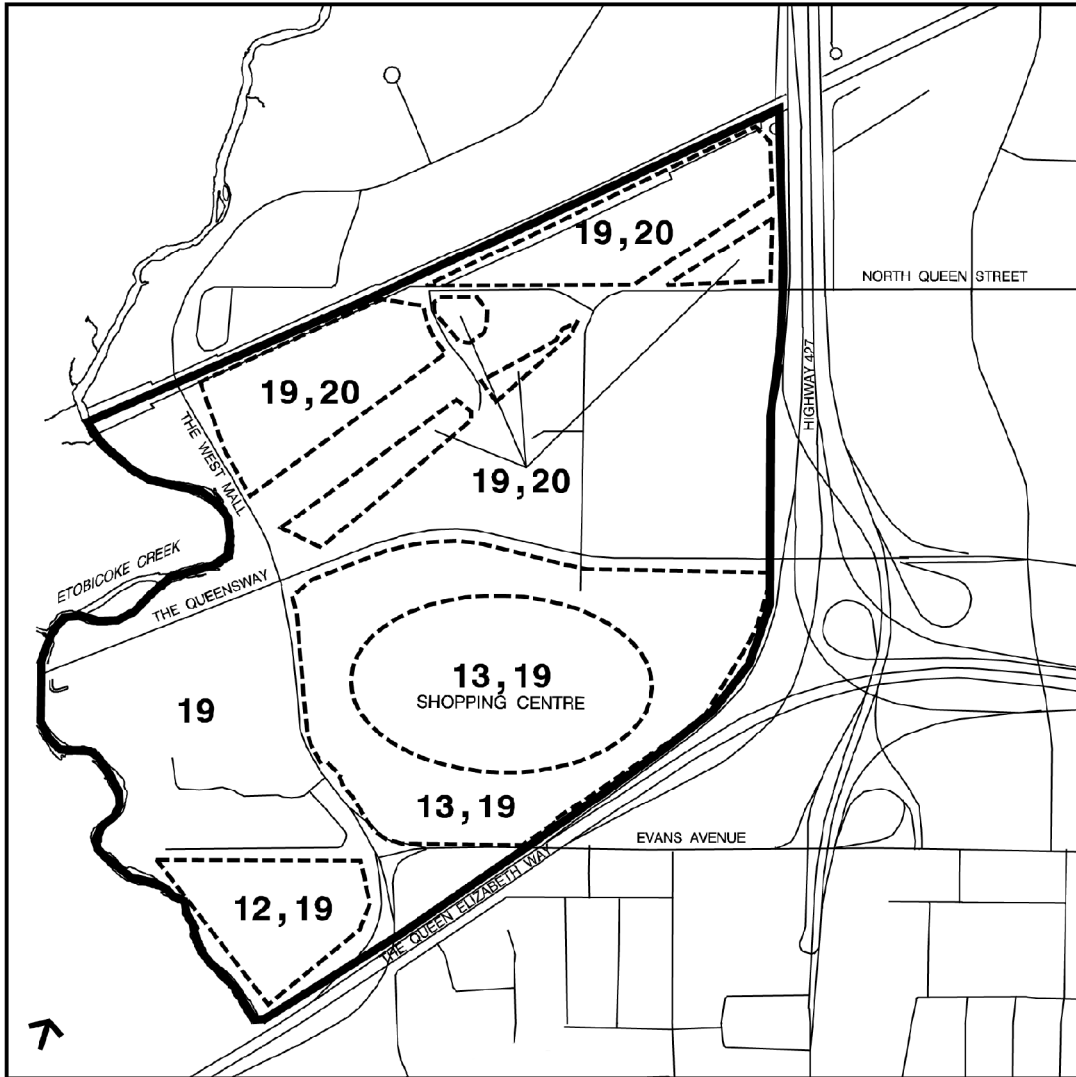 19,20
NORTH QUEEN STREET
HIGHWAY 427
19,20
THE WEST MALL
19,20
ETOBICOKE CREEK
THE QUEENSWAY
13,19
SHOPPING CENTRE
19
13,19
EVANS AVENUE
THE QUEEN ELIZABETH WAY
12,19